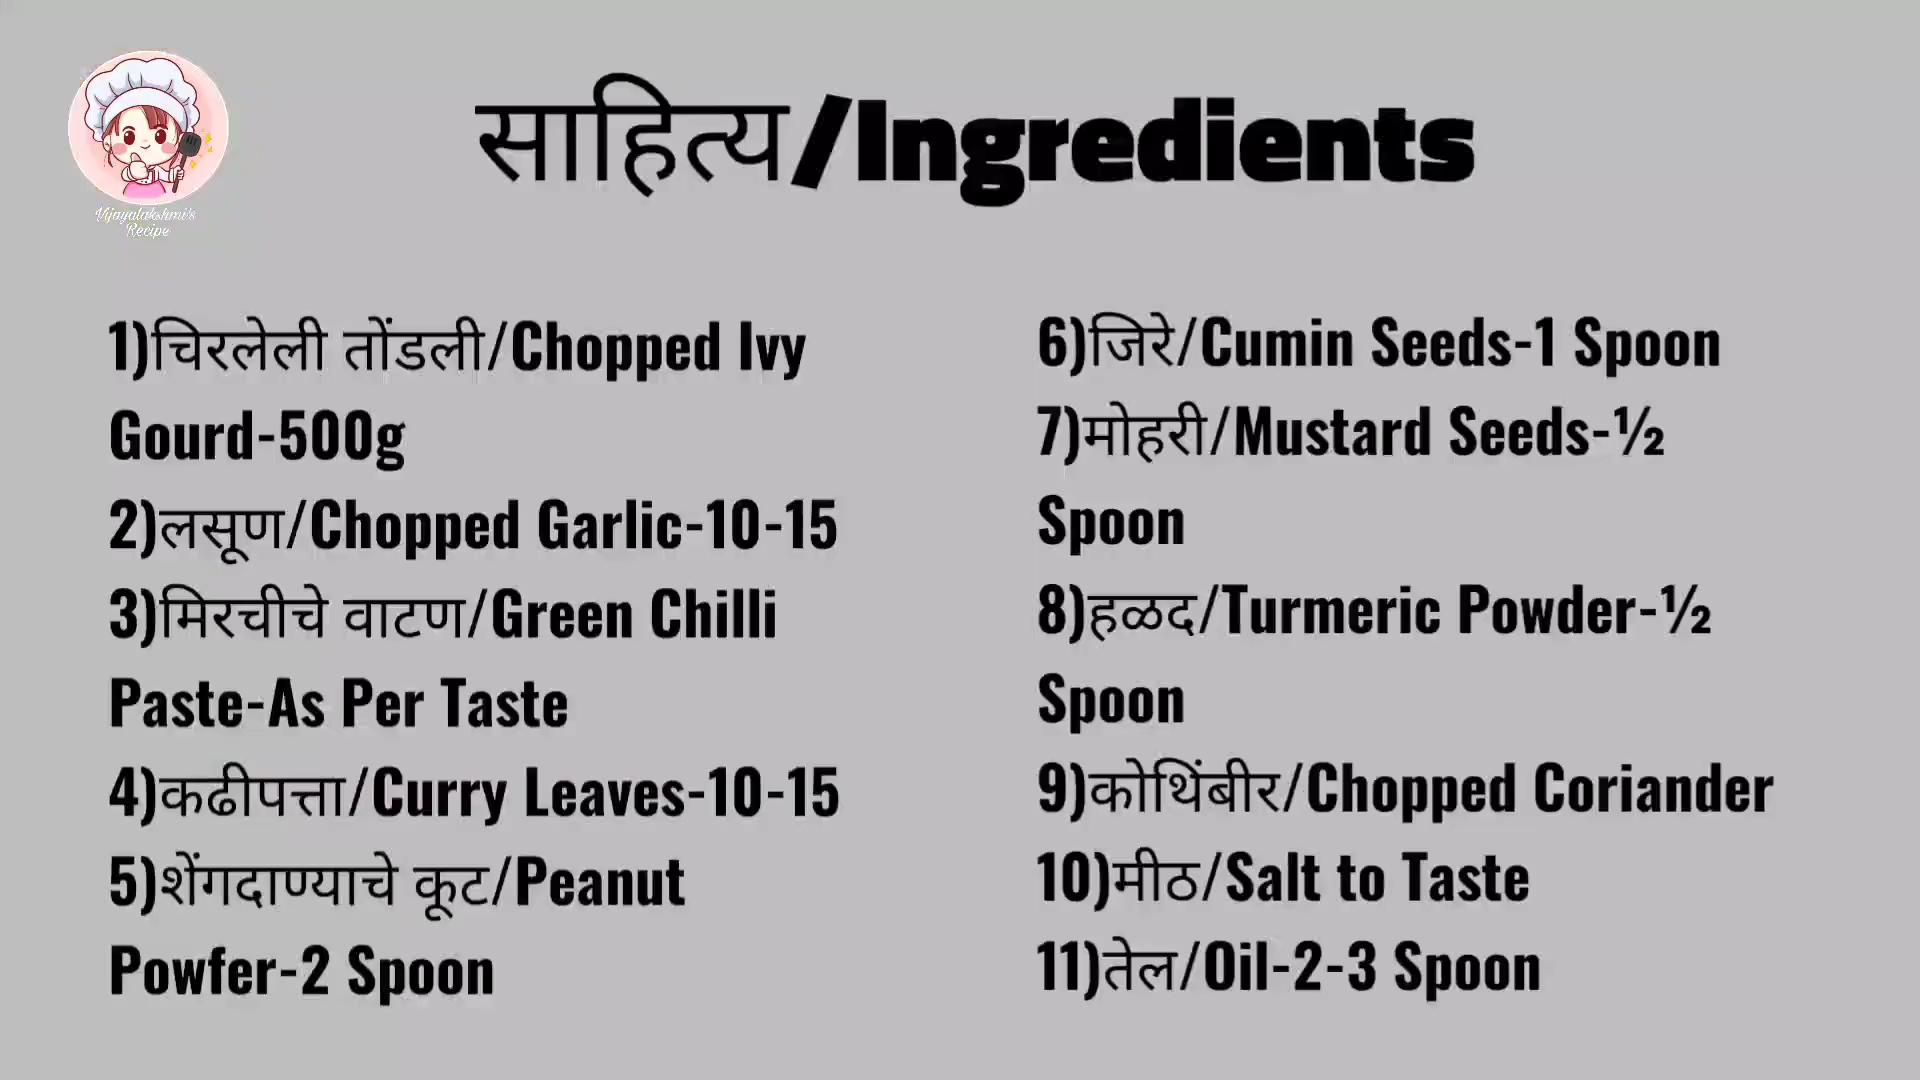 Vijayalakshmi's
Recipe
साहित्य/Ingredients
1)चिरलेली तोंडली/Chopped Ivy
Gourd-500g
2)लसूण/Chopped Garlic-10-15
3)मिरचीचे वाटण/Green Chilli
Paste-As Per Taste
4)कढीपत्ता/Curry Leaves-10-15
5)शेंगदाण्याचे कूट/Peanut
Powfer-2 Spoon
6)जिरे/Cumin Seeds-1 Spoon
7)मोहरी/Mustard Seeds-½
Spoon
8)हळद/Turmeric Powder-½
Spoon
9)कोथिंबीर/Chopped Coriander
10)मीठ/Salt to Taste
11)तेल/Oil-2-3 Spoon